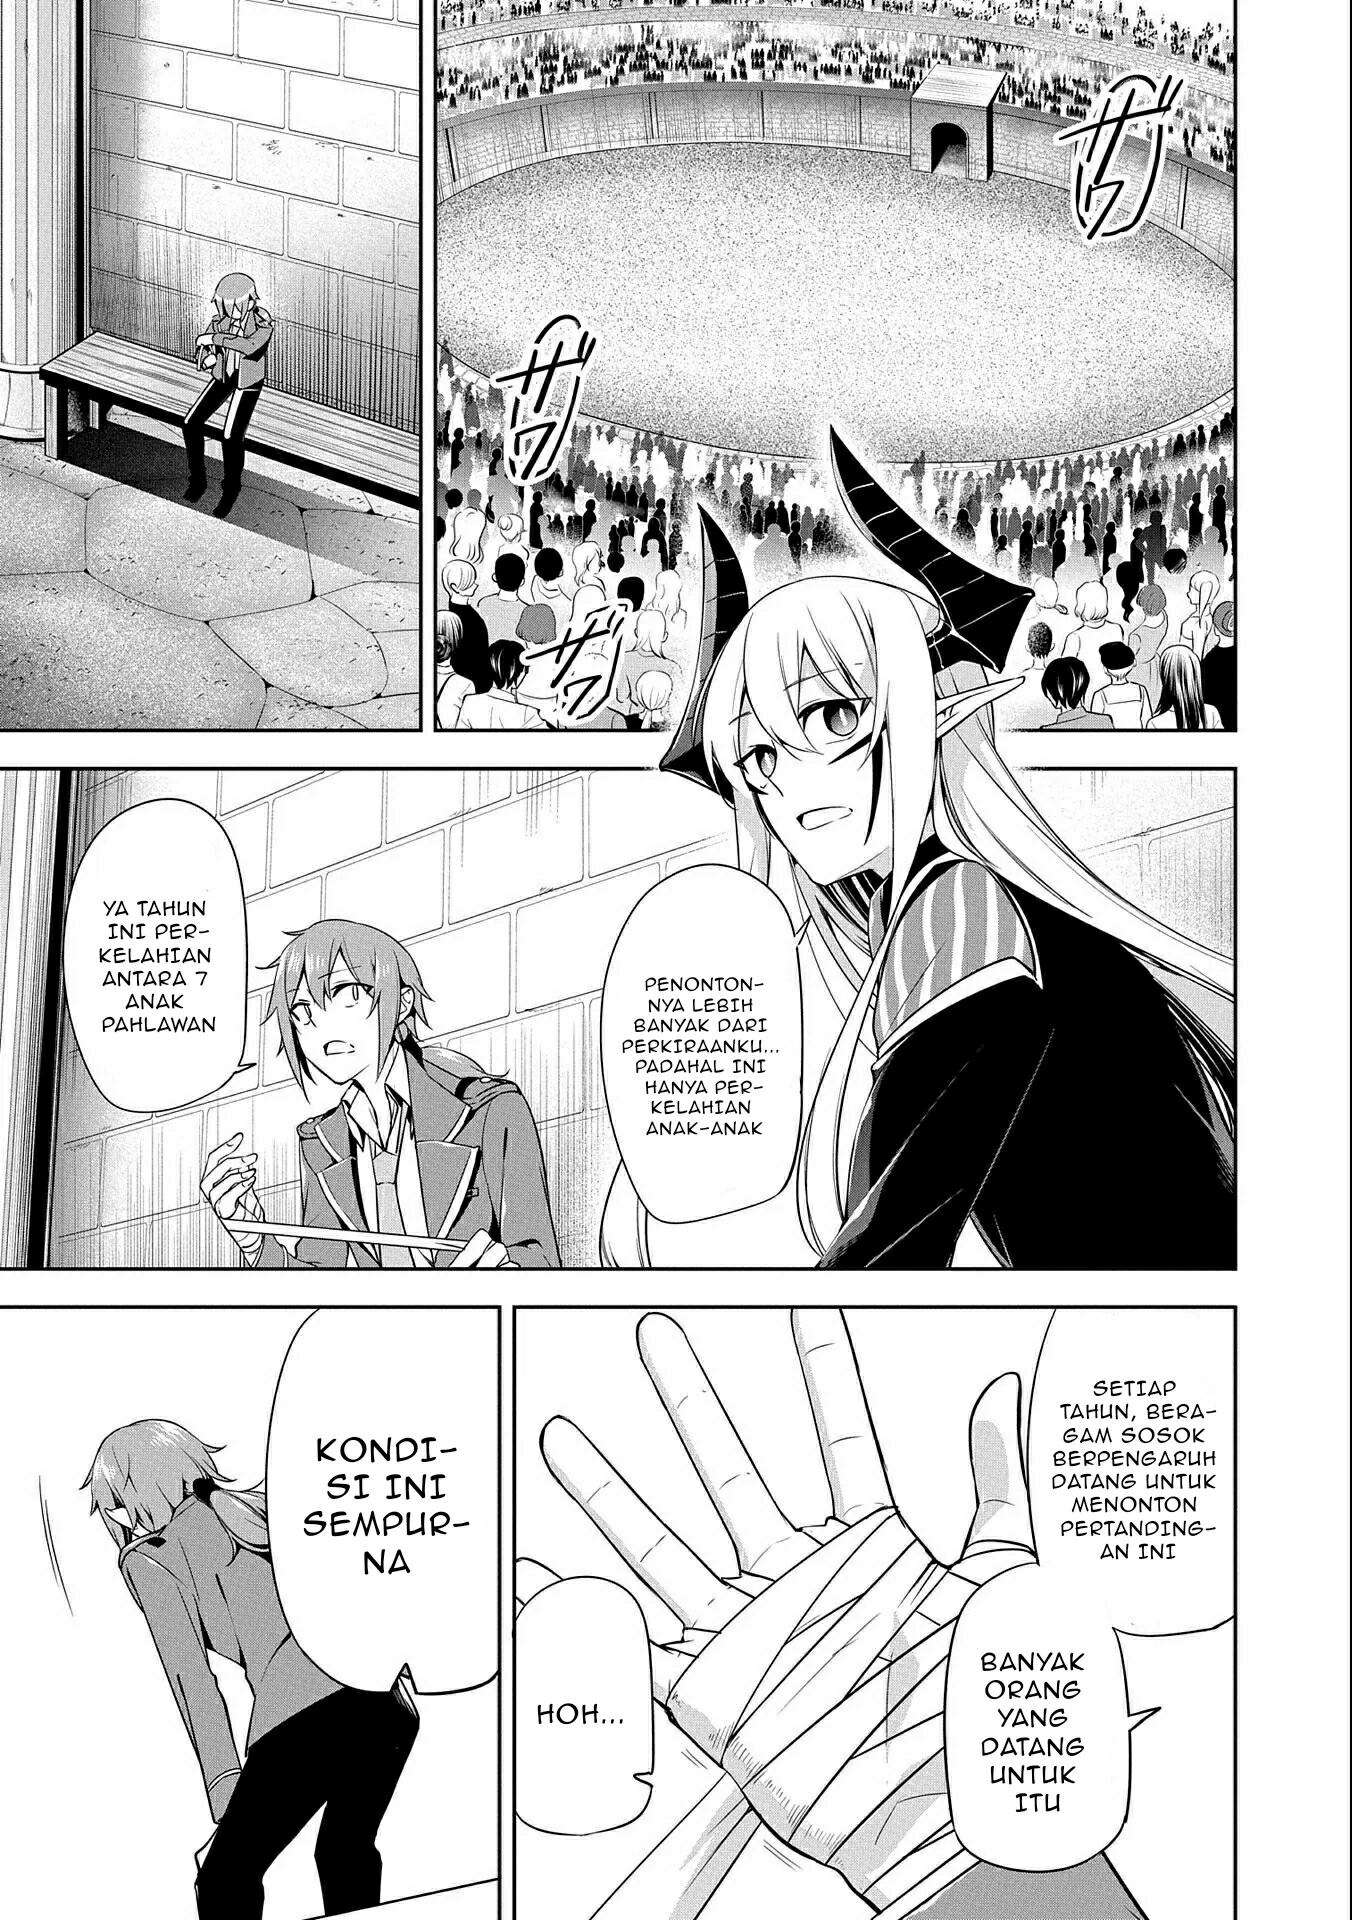 ザワ
ザワ
ザワ
PENONTON-
NYA LEBIH
BANYAK DARI
PERKIRAANKU...
PADAHAL INI
HANYA PER-
KELAHIAN
ANAK-ANAK
YA TAHUN
INI PER-
KELAHIAN
ANTARA 7
ANAK
PAHLAWAN
SETIAP
TAHUN, BERA-
GAM SOSOK
BERPENGARUH
DATANG UNTUK
MENONTON
PERTANDING-
AN INI
BANYAK
ORANG
YANG
DATANG
UNTUK
ITU
HOH...
KONDI-
SI INI
SEMPUR-
NA